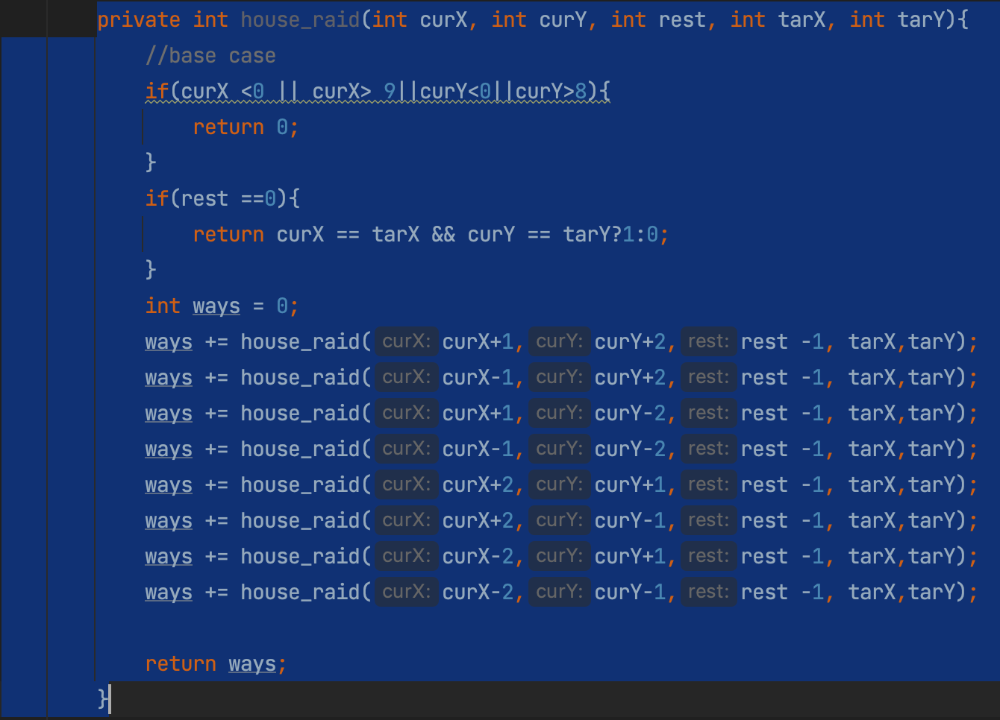 private int house_raid(int curX, int curY, int rest, int tarX, int tarY){
//base case
if(curX <0 || curX> 9||curY<0||curY>8){
return 0;
}
if(rest ==0){
return curX == tarX && curY == tarY?1:0;
}
int ways = 0;
ways += house_raid( curX: curX+1, curY: curY+2, rest: rest -1, tarX,tarY);
ways += house_raid( curX: curX-1, curY: curY+2, rest: rest -1, tarX,tarY);
ways += house_raid( curX: curX+1, curY: curY-2, rest: rest -1, tarX,tarY);
ways += house_raid( curX: curX-1, curY: curY-2, rest: rest -1, tarX,tarY);
ways += house_raid( curX: curX+2, curY: curY+1, rest: rest -1, tarX,tarY);
ways += house_raid( curX: curX+2, curY: curY-1, rest: rest -1, tarX,tarY);
ways += house_raid( curX: curX-2, curY: curY+1, rest: rest -1, tarX,tarY);
ways += house_raid( curX: curX-2, curY: curY-1, rest: rest -1, tarX,tarY);
return ways;
}